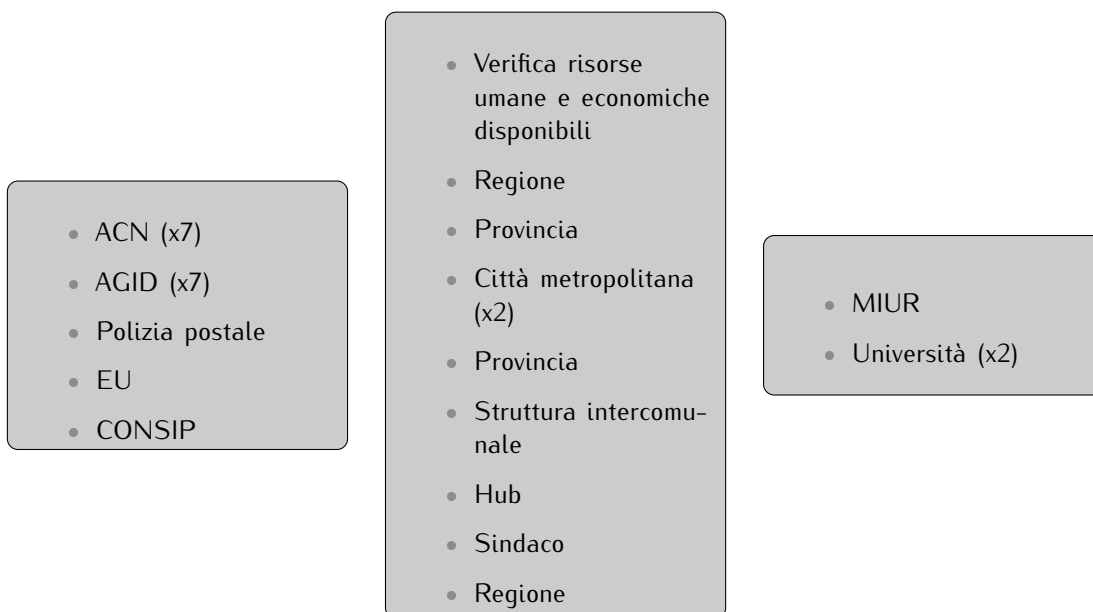 ACN (x7)
AGID (x7)
Polizia postale
EU
CONSIP
Verifica risorse
umane e economiche
disponibili
Regione
Provincia
Città metropolitana
(x2)
Provincia
Struttura intercomu-
nale
Hub
Sindaco
Regione
MIUR
Università (x2)